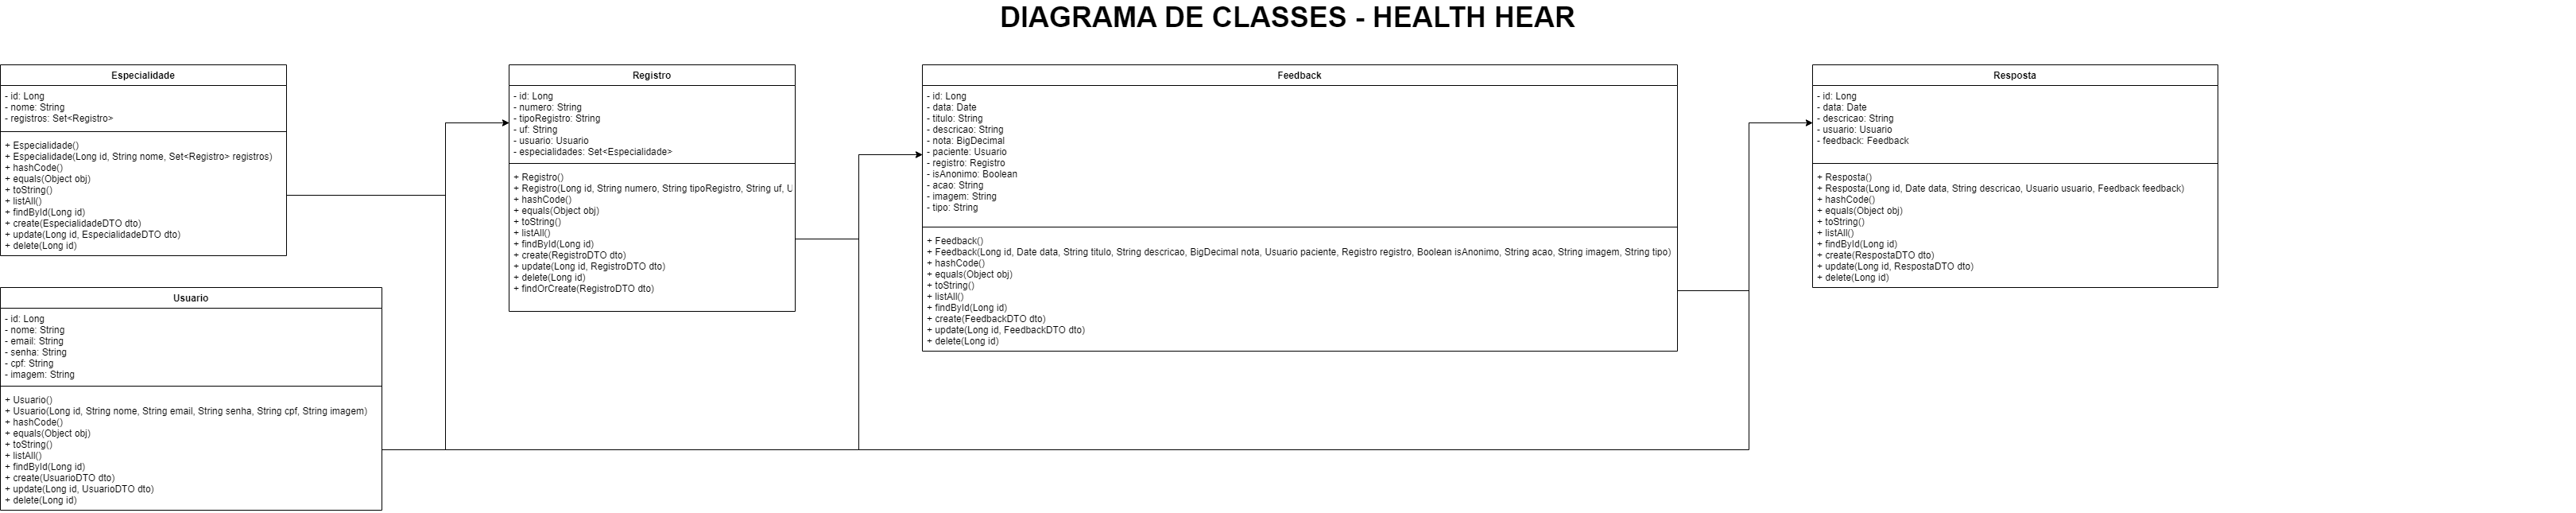 DIAGRAMA DE CLASSES - HEALTH HEAR
Especialidade
- id: Long
- nome: String
- registros: Set<Registro>
+ Especialidade()
+ Especialidade(Long id, String nome, Set<Registro> registros)
+ hashCode()
+ equals(Object obj)
+ toString()
+ listAll()
+ findById(Long id)
+ create(EspecialidadeDTO dto)
+ update(Long id, EspecialidadeDTO dto)
+ delete(Long id)
Usuario
- id: Long
- nome: String
- email: String
- senha: String
- cpf: String
- imagem: String
+ Usuario()
+ Usuario(Long id, String nome, String email, String senha, String cpf, String imagem)
+ hashCode()
+ equals(Object obj)
+ toString()
+ listAll()
+ findById(Long id)
+ create(UsuarioDTO dto)
+ update(Long id, UsuarioDTO dto)
+ delete(Long id)
Registro
- id: Long
- numero: String
- tipoRegistro: String
- uf: String
- usuario: Usuario
- especialidades: Set<Especialidade>
+ Registro()
+ Registro(Long id, String numero, String tipoRegistro, String uf, U
+ hashCode()
+ equals(Object obj)
+ toString()
+ listAll()
+ findById(Long id)
+ create(RegistroDTO dto)
+ update(Long id, RegistroDTO dto)
+ delete(Long id)
+ findOrCreate(RegistroDTO dto)
Feedback
- id: Long
- data: Date
- titulo: String
- descricao: String
- nota: BigDecimal
- paciente: Usuario
- registro: Registro
- isAnonimo: Boolean
- acao: String
- imagem: String
- tipo: String
+ Feedback()
+ Feedback(Long id, Date data, String titulo, String descricao, BigDecimal nota, Usuario paciente, Registro registro, Boolean isAnonimo, String acao, String imagem, String tipo)
+ hashCode()
+ equals(Object obj)
+ toString()
+ listAll()
+ findById(Long id)
+ create(FeedbackDTO dto)
+ update(Long id, FeedbackDTO dto)
+ delete(Long id)
Resposta
- id: Long
- data: Date
- descricao: String
- usuario: Usuario
- feedback: Feedback
+ Resposta()
+ Resposta(Long id, Date data, String descricao, Usuario usuario, Feedback feedback)
+ hashCode()
+ equals(Object obj)
+ toString()
+ listAll()
+ findById(Long id)
+ create(RespostaDTO dto)
+ update(Long id, RespostaDTO dto)
+ delete(Long id)